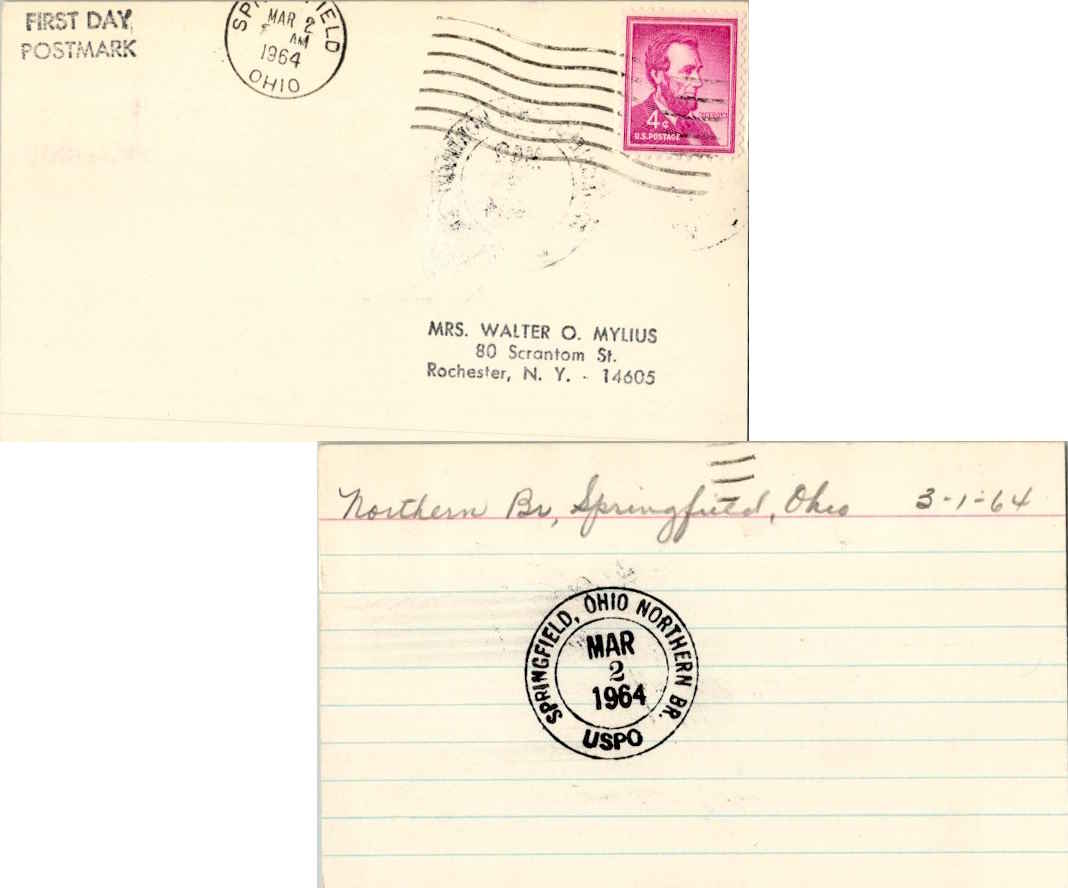 FIRST DAY
POSTMARK
MAR 2
AM
1964
OHIO
4¢
U.S. POSTAGE
MRS. WALTER O. MYLIUS
80 Scrantom St.
Rochester, N. Y. - 14605
Northern Br, Springfield, Ohio 3-1-64
SPRINGFIELD, OHIO NORTHERN BR.
MAR
2
1964
USPO